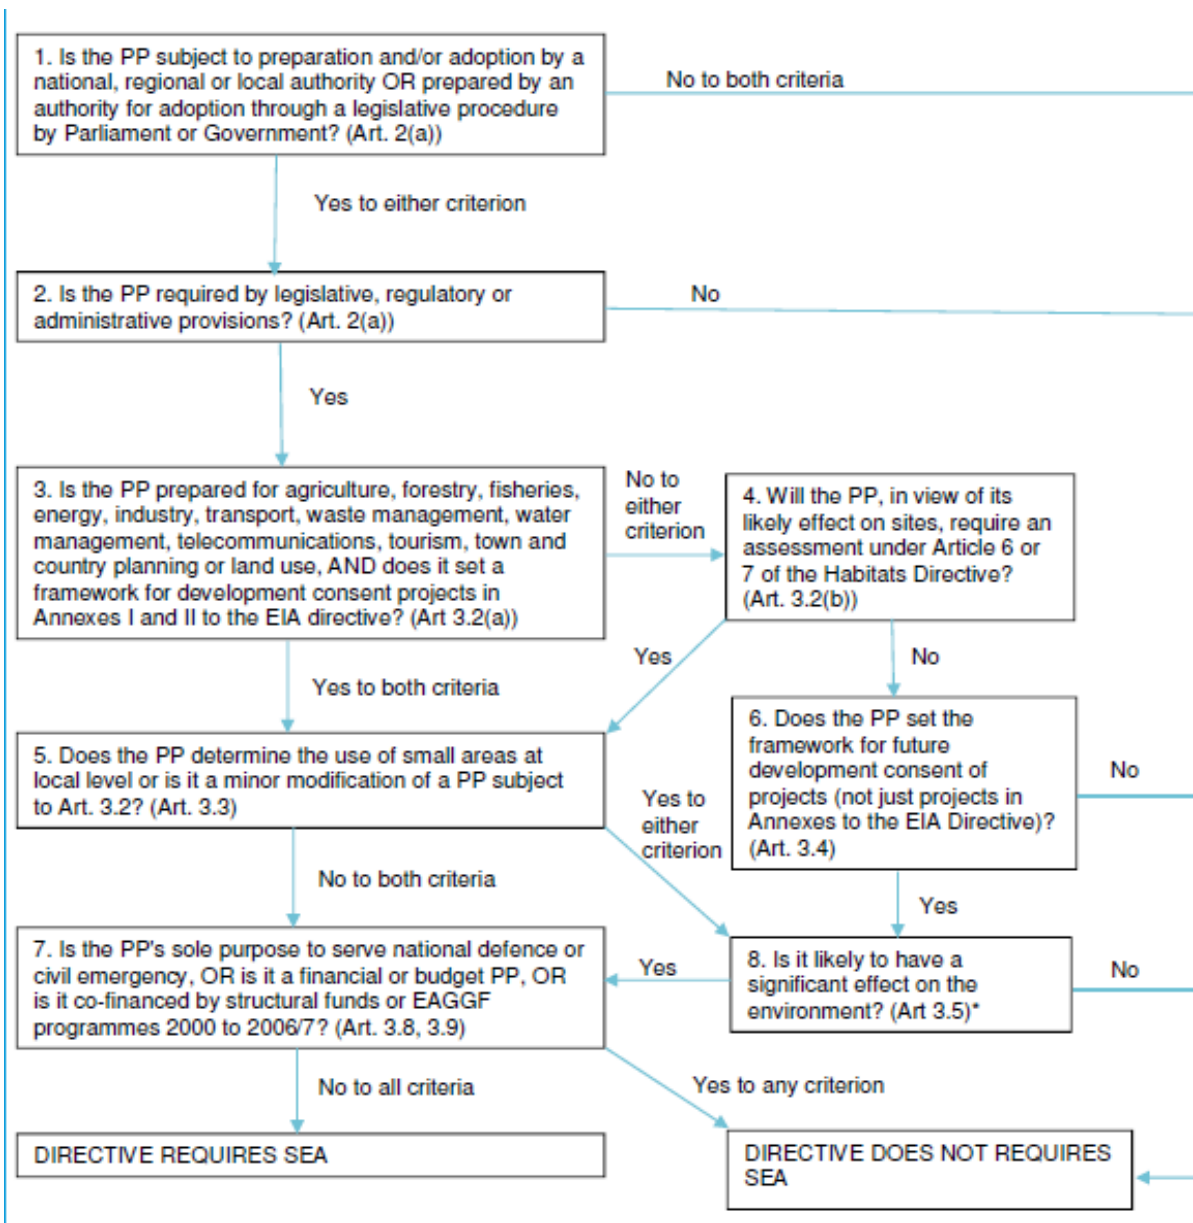 1. Is the PP subject to preparation and/or adoption by a
national, regional or local authority OR prepared by an
authority for adoption through a legislative procedure
by Parliament or Government? (Art. 2(a))
No to both criteria
Yes to either criterion
2. Is the PP required by legislative, regulatory or
administrative provisions? (Art. 2(a))
No
Yes
3. Is the PP prepared for agriculture, forestry, fisheries,
energy, industry, transport, waste management, water
management, telecommunications, tourism, town and
country planning or land use, AND does it set a
framework for development consent projects in
Annexes I and II to the EIA directive? (Art 3.2(a))
No to
either
criterion
4. Will the PP, in view of its
likely effect on sites, require an
assessment under Article 6 or
7 of the Habitats Directive?
(Art. 3.2(b))
Yes
No
Yes to both criteria
5. Does the PP determine the use of small areas at
local level or is it a minor modification of a PP subject
to Art. 3.2? (Art. 3.3)
6. Does the PP set the
framework for future
development consent of
projects (not just projects in
Annexes to the EIA Directive)?
(Art. 3.4)
No
Yes to
either
criterion
No to both criteria
Yes
7. Is the PP's sole purpose to serve national defence or
civil emergency, OR is it a financial or budget PP, OR
is it co-financed by structural funds or EAGGF
programmes 2000 to 2006/7? (Art. 3.8, 3.9)
Yes
8. Is it likely to have a
significant effect on the
environment? (Art 3.5)*
No
No to all criteria
Yes to any criterion
DIRECTIVE REQUIRES SEA
DIRECTIVE DOES NOT REQUIRES
SEA